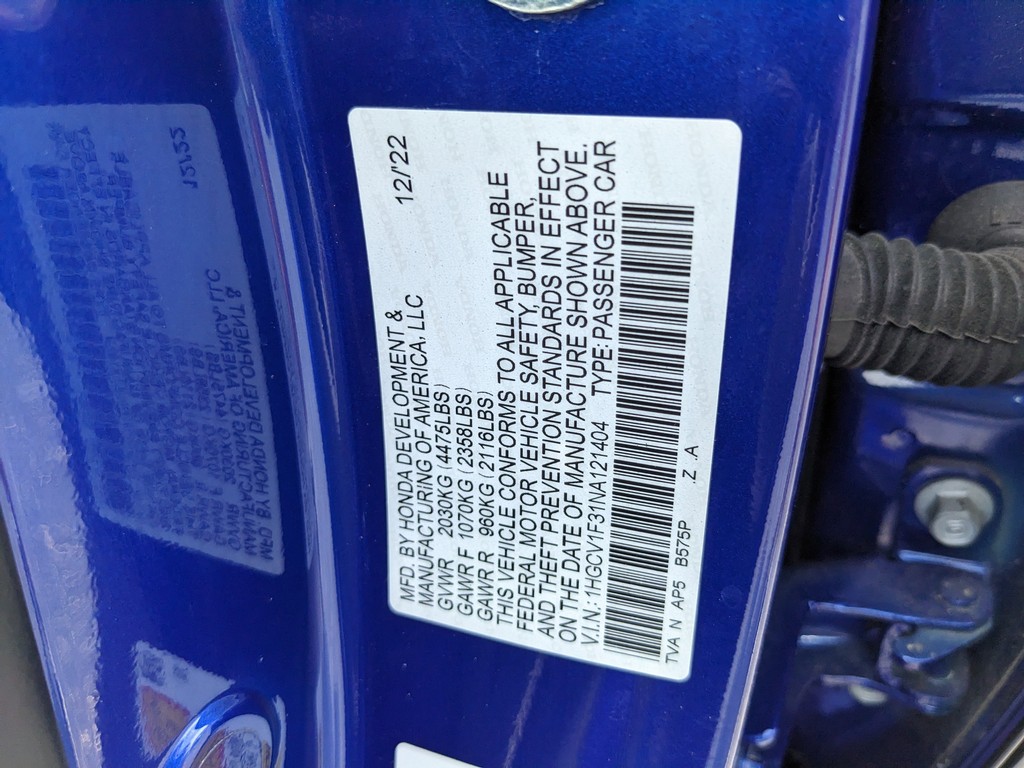 MFD. BY HONDA DEVELOPMENT &
MANUFACTURING OF AMERICA, LLC 12/'22
GVWR 2030KG (4475LBS)
GAWR F 1070KG (2358LBS)
GAWR R 960KG (2116LBS)
THIS VEHICLE CONFORMS TO ALL APPLICABLE
FEDERAL MOTOR VEHICLE SAFETY, BUMPER,
AND THEFT PREVENTION STANDARDS IN EFFECT
ON THE DATE OF MANUFACTURE SHOWN ABOVE.
V.I.N.: 1HGCV1F31NA121404 TYPE: PASSENGER CAR
TVA N AP5 B575P .Z A